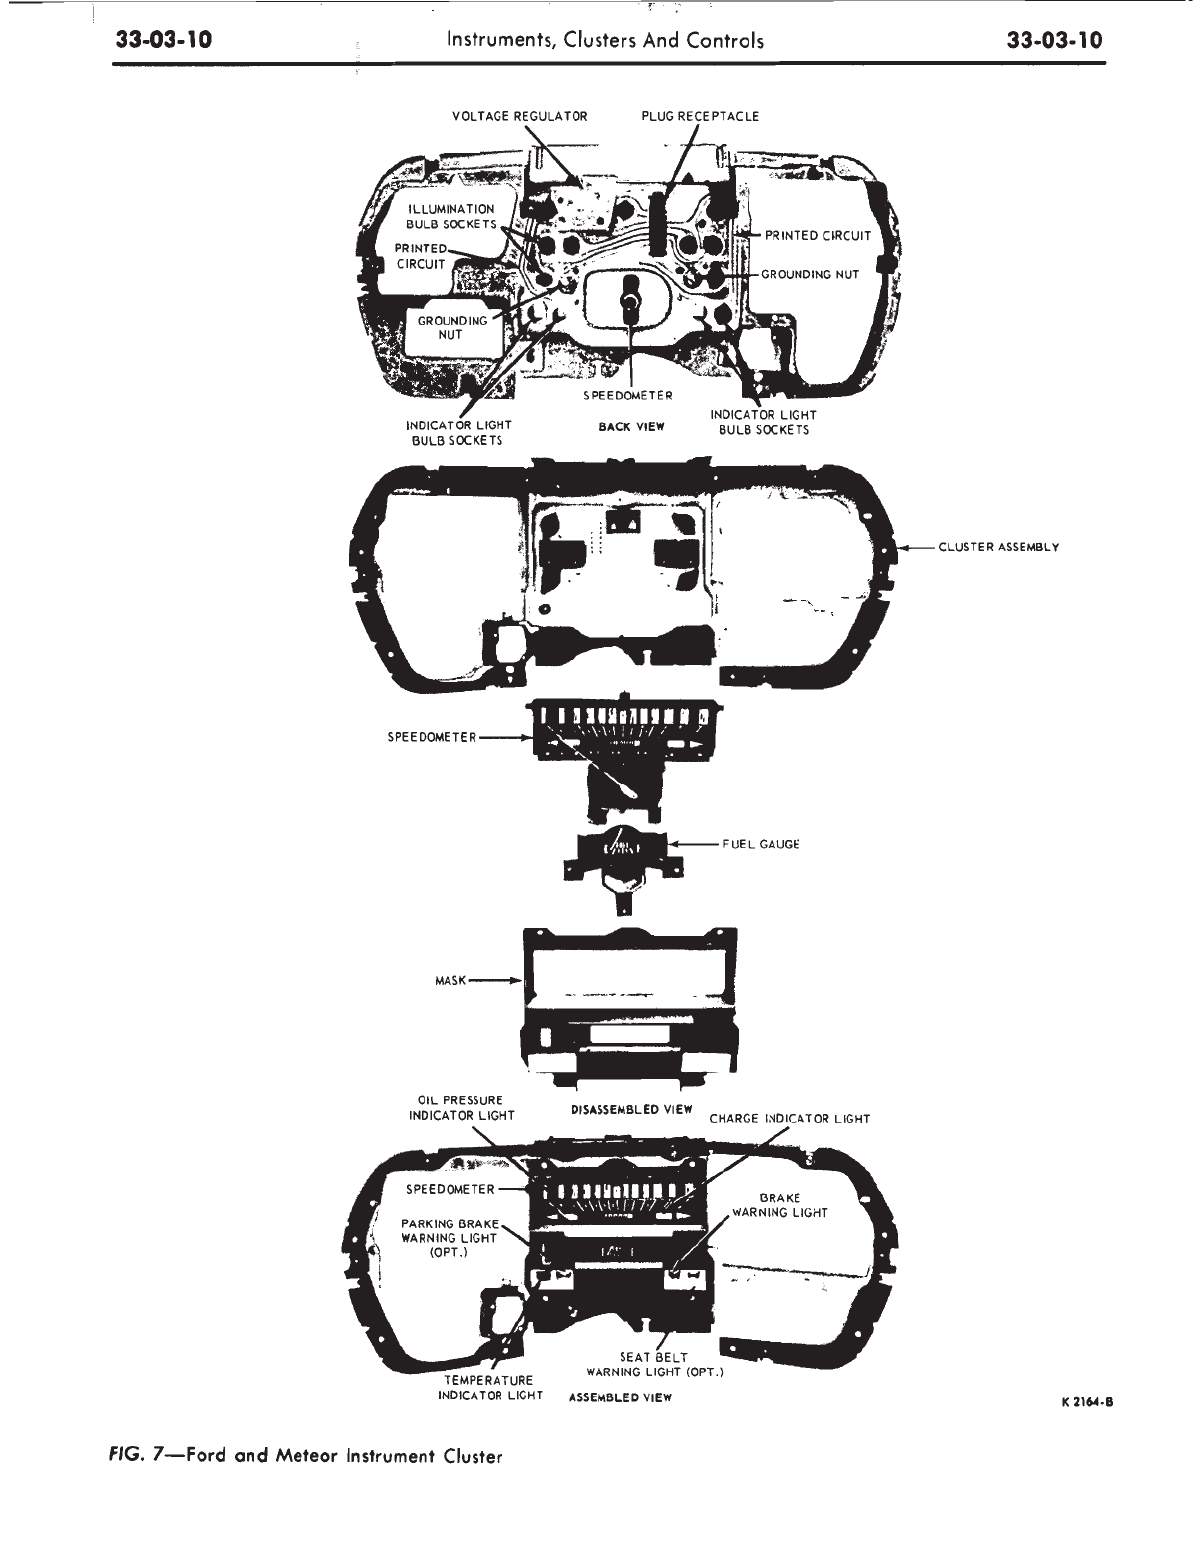 33-03-10 Instruments, Clusters And Controls 33-03-10
VOLTAGE REGULATOR
PLUG RECEPTACLE
ILLUMINATION
BULB SOCKETS
PRINTED
CIRCUIT
PRINTED CIRCUIT
GROUNDING NUT
GROUNDING
NUT
SPEEDOMETER
INDICATOR LIGHT
BULB SOCKETS
BACK VIEW
INDICATOR LIGHT
BULB SOCKETS
CLUSTER ASSEMBLY
SPEEDOMETER
FUEL GAUGE
MASK
OIL PRESSURE
INDICATOR LIGHT
DISASSEMBLED VIEW
CHARGE INDICATOR LIGHT
SPEEDOMETER
BRAKE
WARNING LIGHT
PARKING BRAKE
WARNING LIGHT
(OPT.)
SEAT BELT
WARNING LIGHT (OPT.)
TEMPERATURE
INDICATOR LIGHT
ASSEMBLED VIEW
K 2164-B
FIG. 7—Ford and Meteor Instrument Cluster